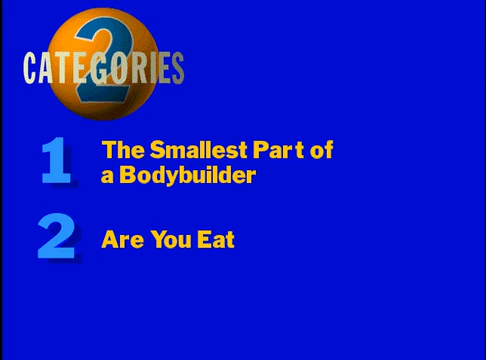 2
CATEGORIES
1
The Smallest Part of
a Bodybuilder
2
Are You Eat